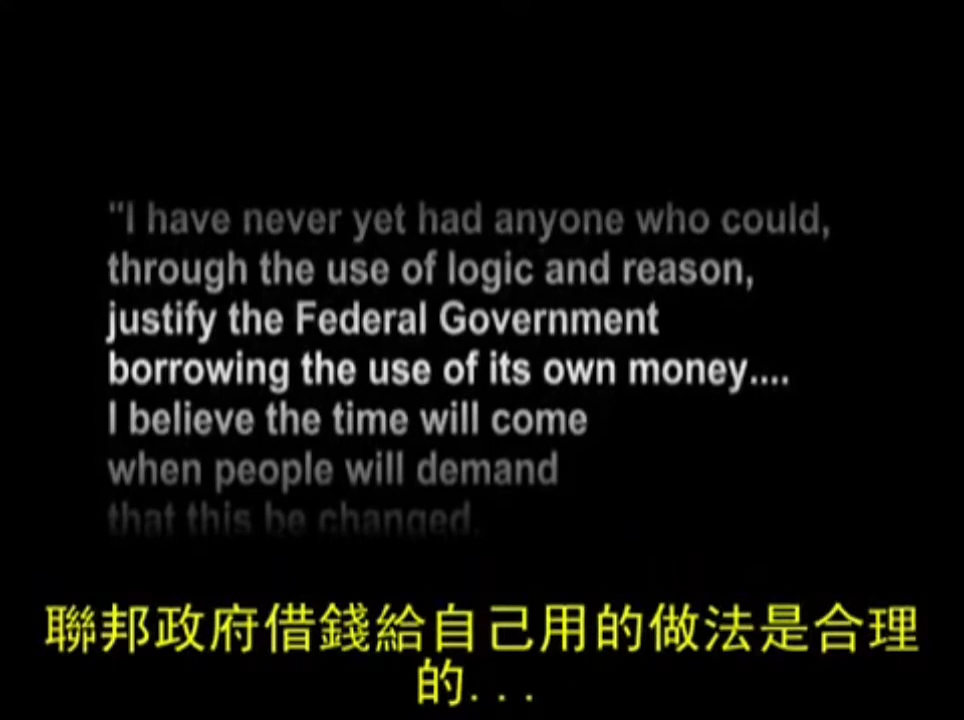 "I have never yet had anyone who could,
through the use of logic and reason,
justify the Federal Government
borrowing the use of its own money....
I believe the time will come
when people will demand
that this be changed.
聯邦政府借錢給自己用的做法是合理
的...